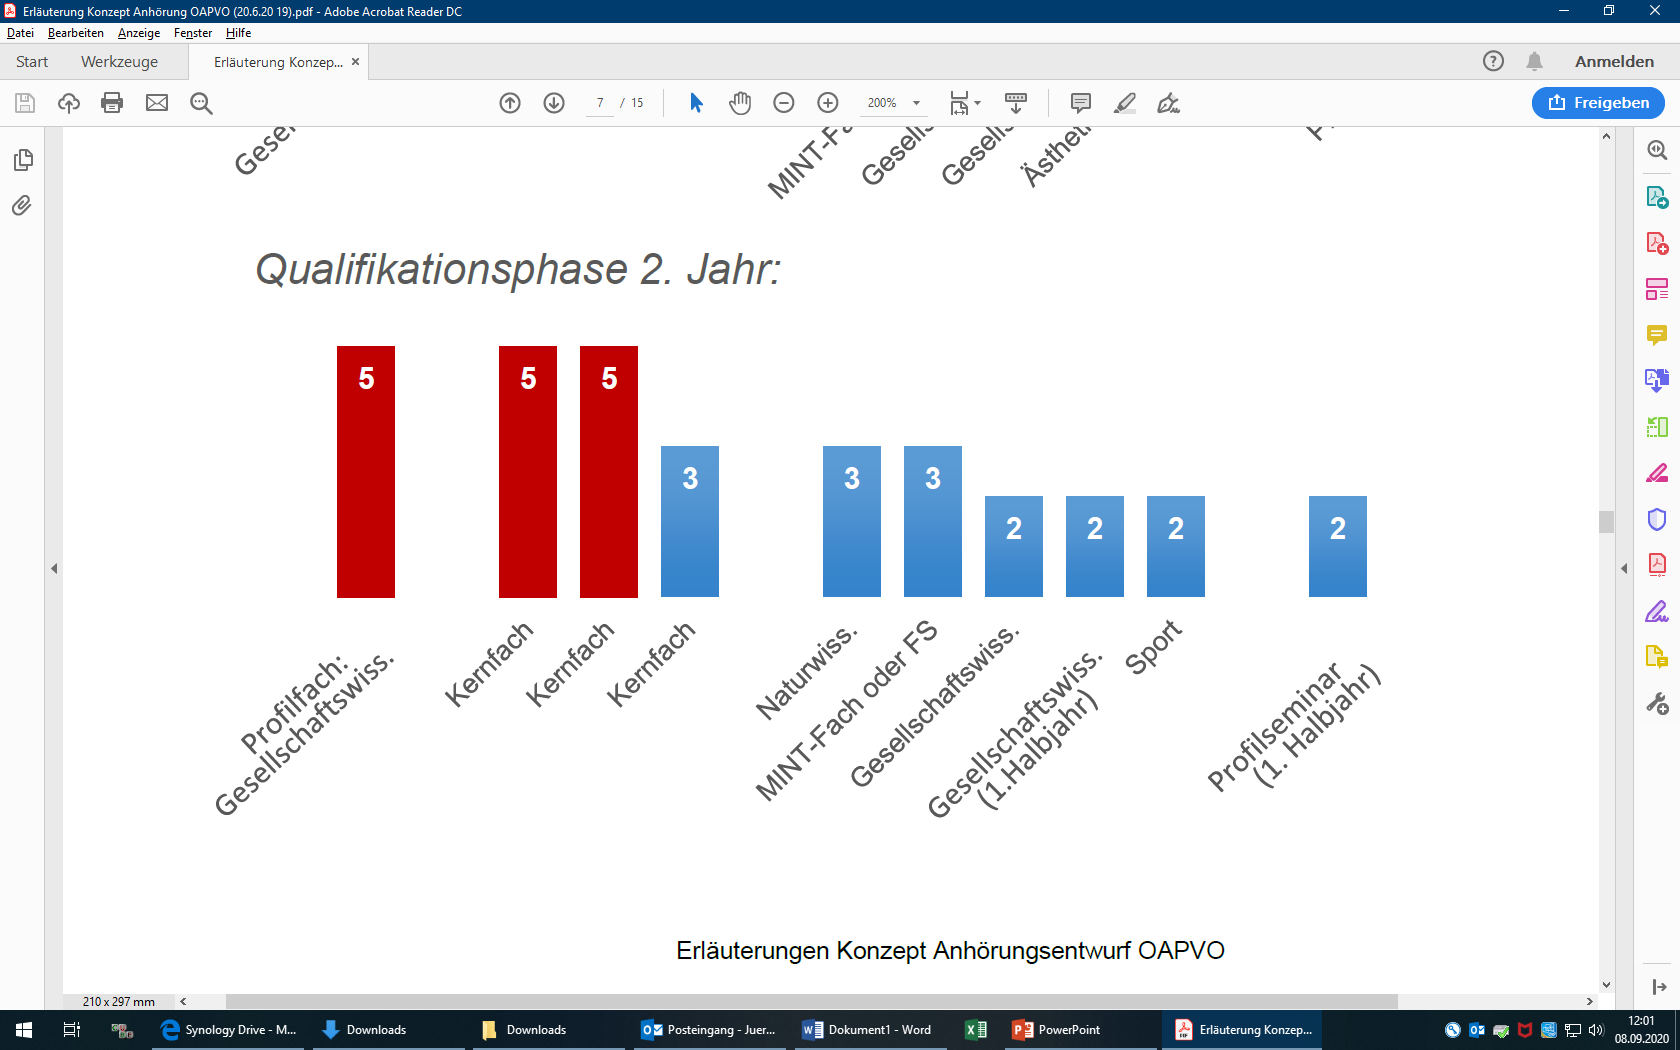 Erläuterung Konzept Anhörung OAPVO (20.6.20 19).pdf - Adobe Acrobat Reader DC
Datei Bearbeiten Anzeige Fenster Hilfe
Start Werkzeuge Erläuterung Konzep... ×
Anmelden
7 / 15
200%
Freigeben
MINT-Fa
Qualifikationsphase 2. Jahr:
5
5
5
3
3
3
2
2
2
2
Profilfach:
Gesellschaftswiss.
Kernfach
Kernfach
Kernfach
Naturwiss.
MINT-Fach oder FS
Gesellschaftswiss.
Gesellschaftswiss.
(1.Halbjahr)
Sport
Profilseminar
(1. Halbjahr)
Erläuterungen Konzept Anhörungsentwurf OAPVO
210 x 297 mm
Synology Drive - M...
Downloads
Downloads
Posteingang - Juer...
Dokument1 - Word
PowerPoint
Erläuterung Konzep...
12:01
08.09.2020